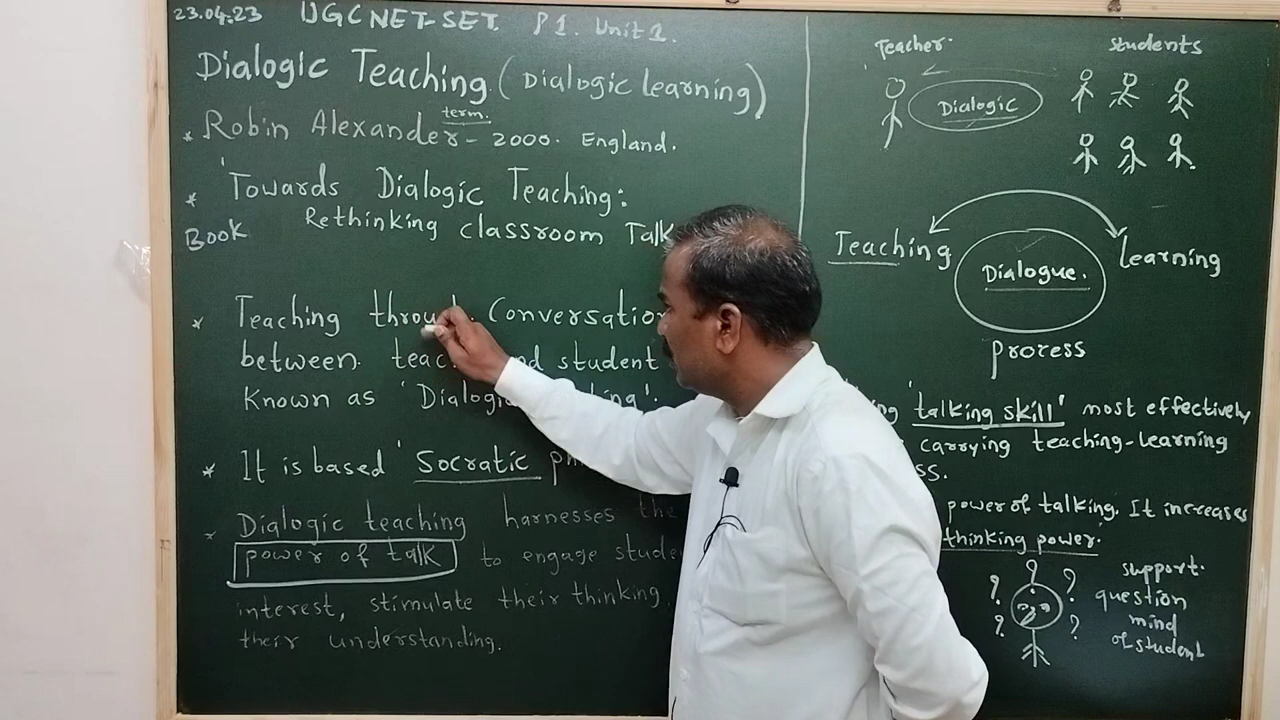 23.04.23 UGC NET-SET. P1. Unit 1.
Dialogic Teaching (Dialogic Learning)
* Robin Alexander - 2000. England.
term.
* 'Towards Dialogic Teaching:
Book Rethinking classroom Talk
* Teaching throu Conversation
between. teac nd student
Known as 'Dialogic ing'.
* It is based 'Socratic
* Dialogic teaching harnesses the
power of talk to engage stude
interest, stimulate their thinking,
their understanding.
Teacher. students
Dialogic
Teaching Dialogue. learning
process
'talking skill' most effectively
carrying teaching-learning
ss.
power of talking. It increases
thinking power.
? ? ? ? ?
support.
question
mind
of student